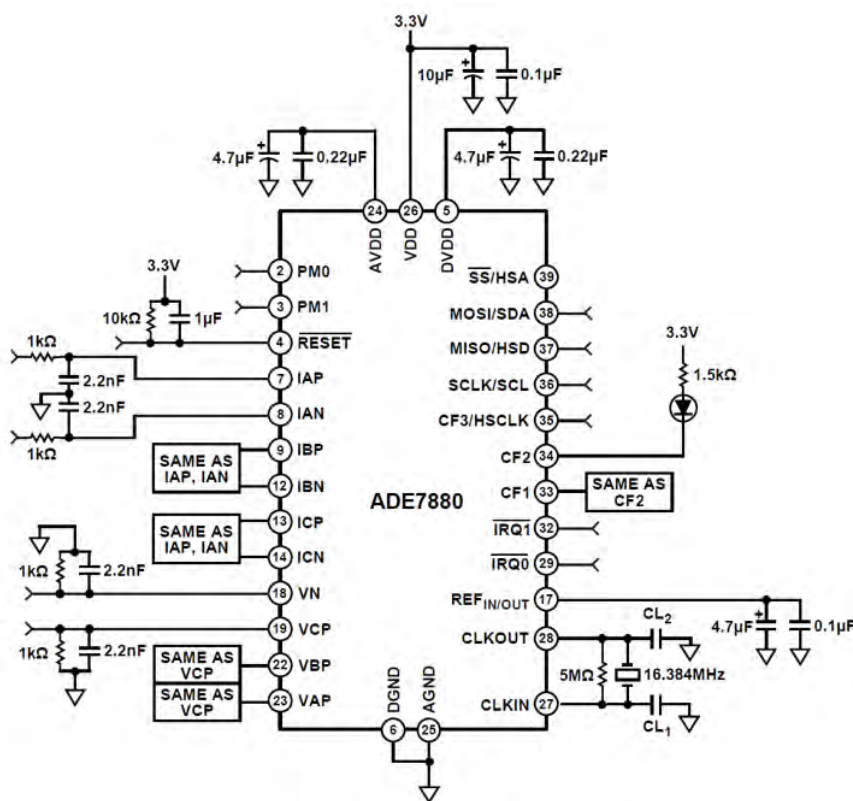 3.3V
10µF
+
0.1µF
4.7µF
+
0.22µF
4.7µF
+
0.22µF
24
26
5
AVDD
VDD
DVDD
3.3V
10kΩ
1µF
2
PM0
3
PM1
4
RESET
1kΩ
2.2nF
2.2nF
1kΩ
7
IAP
8
IAN
9
IBP
SAME AS
IAP, IAN
12
IBN
13
ICP
SAME AS
IAP, IAN
14
ICN
1kΩ
2.2nF
18
VN
19
VCP
1kΩ
2.2nF
SAME AS
VCP
22
VBP
SAME AS
VCP
23
VAP
ADE7880
SS/HSA
39
MOSI/SDA
38
MISO/HSD
37
SCLK/SCL
36
CF3/HSCLK
35
3.3V
1.5kΩ
CF2
34
CF1
33
SAME AS
CF2
IRQ1
32
IRQ0
29
REFIN/OUT
17
4.7µF
+
0.1µF
CLKOUT
28
CL2
5MΩ
16.384MHz
CLKIN
27
CL1
DGND
AGND
6
25